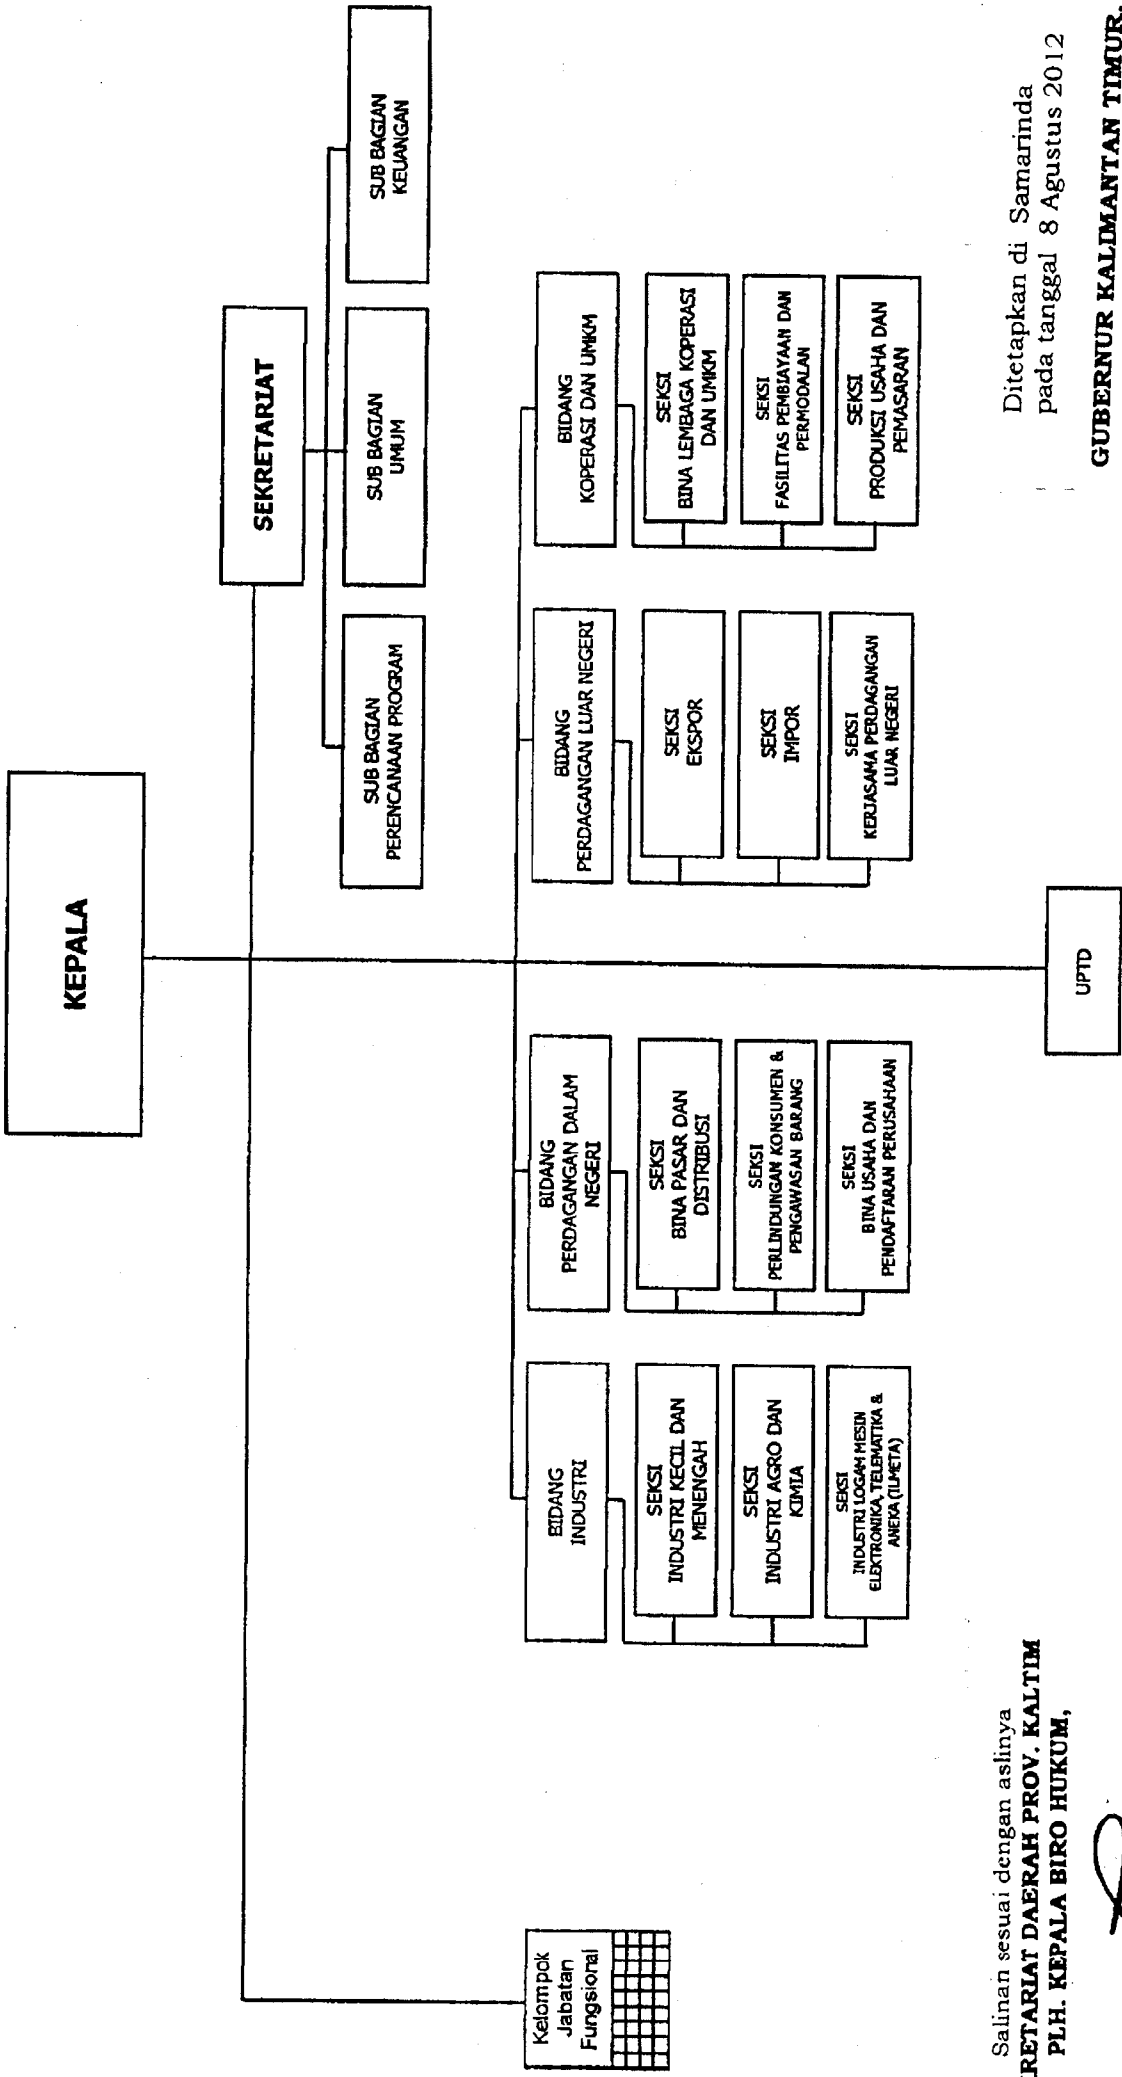 KEPALA
SEKRETARIAT
SUB BAGIAN
PERENCANAAN PROGRAM
SUB BAGIAN
UMUM
SUB BAGIAN
KEUANGAN
Kelompok
Jabatan
Fungsional
BIDANG
INDUSTRI
SEKSI
INDUSTRI KECIL DAN
MENENGAH
SEKSI
INDUSTRI AGRO DAN
KIMIA
SEKSI
INDUSTRI LOGAM MESIN
ELEKTRONIKA, TELEMATIKA &
ANEKA (ILMETA)
BIDANG
PERDAGANGAN DALAM
NEGERI
SEKSI
BINA PASAR DAN
DISTRIBUSI
SEKSI
PERLINDUNGAN KONSUMEN &
PENGAWASAN BARANG
SEKSI
BINA USAHA DAN
PENDAFTARAN PERUSAHAAN
BIDANG
PERDAGANGAN LUAR NEGERI
SEKSI
EKSPOR
SEKSI
IMPOR
SEKSI
KERJASAMA PERDAGANGAN
LUAR NEGERI
BIDANG
KOPERASI DAN UMKM
SEKSI
BINA LEMBAGA KOPERASI
DAN UMKM
SEKSI
FASILITAS PEMBIAYAAN DAN
PERMODALAN
SEKSI
PRODUKSI USAHA DAN
PEMASARAN
UPTD
Salinan sesuai dengan aslinya
RETARIAT DAERAH PROV. KALTIM
PLH. KEPALA BIRO HUKUM,
Ditetapkan di Samarinda
pada tanggal 8 Agustus 2012
GUBERNUR KALIMANTAN TIMUR,